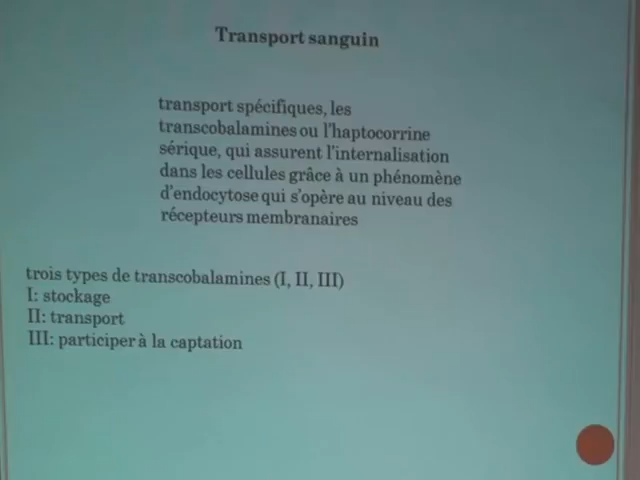 Transport sanguin
transport spécifiques, les
transcobalamines ou l'haptocorrine
sérique, qui assurent l'internalisation
dans les cellules grâce à un phénomène
d'endocytose qui s'opère au niveau des
récepteurs membranaires
trois types de transcobalamines (I, II, III)
I: stockage
II: transport
III: participer à la captation